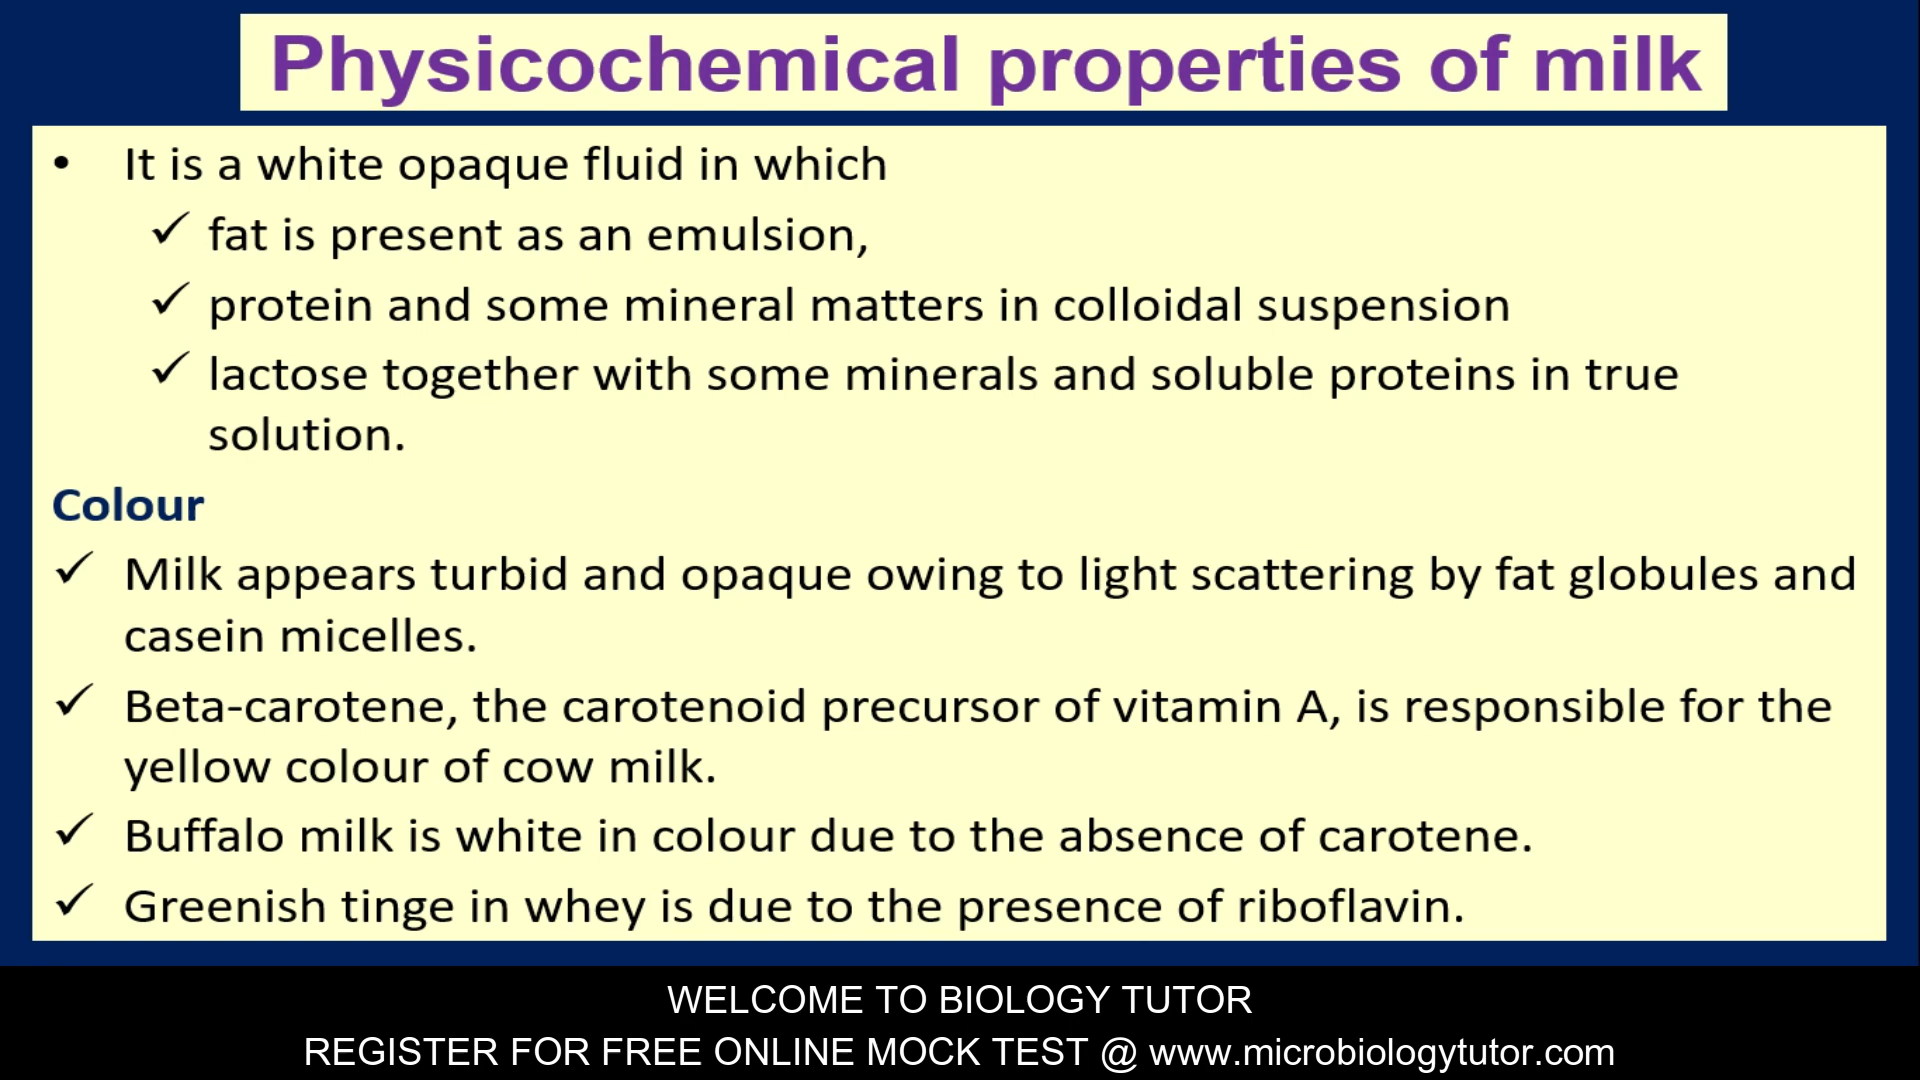 Physicochemical properties of milk
• It is a white opaque fluid in which
✓ fat is present as an emulsion,
✓ protein and some mineral matters in colloidal suspension
✓ lactose together with some minerals and soluble proteins in true
solution.
Colour
✓ Milk appears turbid and opaque owing to light scattering by fat globules and
casein micelles.
✓ Beta-carotene, the carotenoid precursor of vitamin A, is responsible for the
yellow colour of cow milk.
✓ Buffalo milk is white in colour due to the absence of carotene.
✓ Greenish tinge in whey is due to the presence of riboflavin.
WELCOME TO BIOLOGY TUTOR
REGISTER FOR FREE ONLINE MOCK TEST @ www.microbiologytutor.com